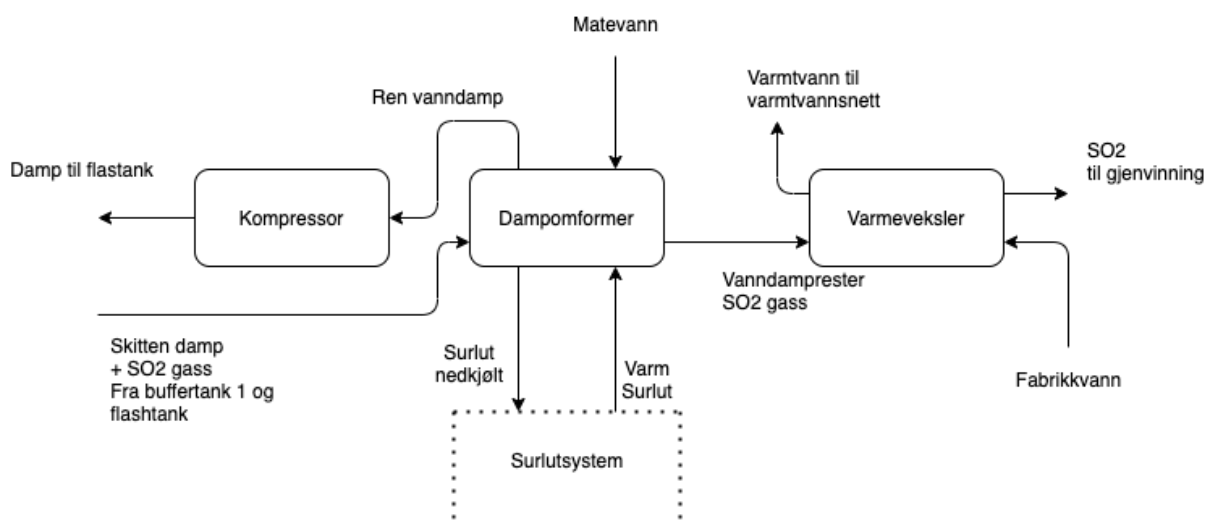 Matevann
Varmtvann til
varmtvannsnett
Ren vanndamp
SO2
til gjenvinning
Damp til flastank
Kompressor
Dampomformer
Varmeveksler
Vanndamprester
SO2 gass
Skitten damp
+ SO2 gass
Fra buffertank 1 og
flashtank
Surlut
nedkjølt
Varm
Surlut
Fabrikkvann
Surlutsystem